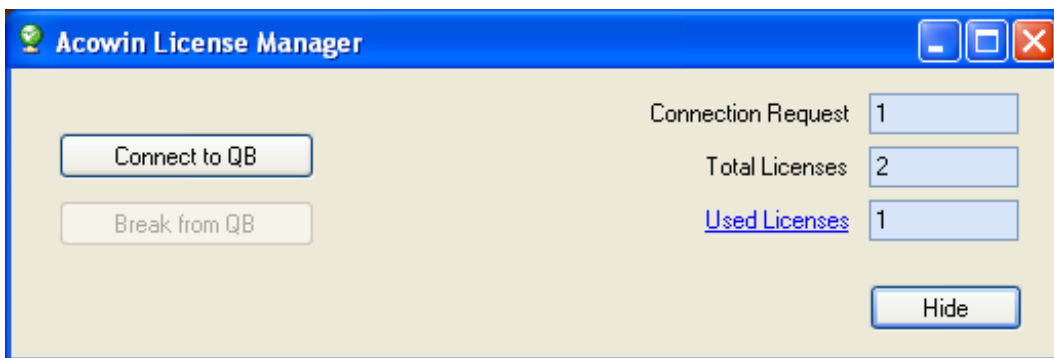 Acowin License Manager
Connection Request 1
Connect to QB
Total Licenses 2
Break from QB
Used Licenses 1
Hide